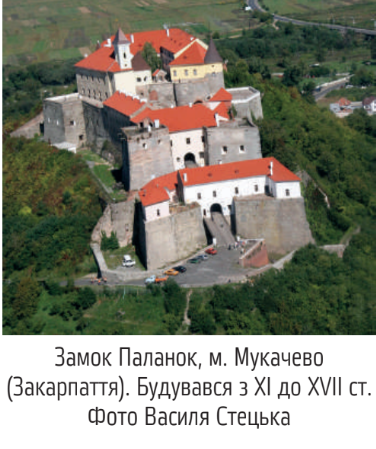 Замок Паланок, м. Мукачево
(Закарпаття). Будувався з XI до XVII ст.
Фото Василя Стецька